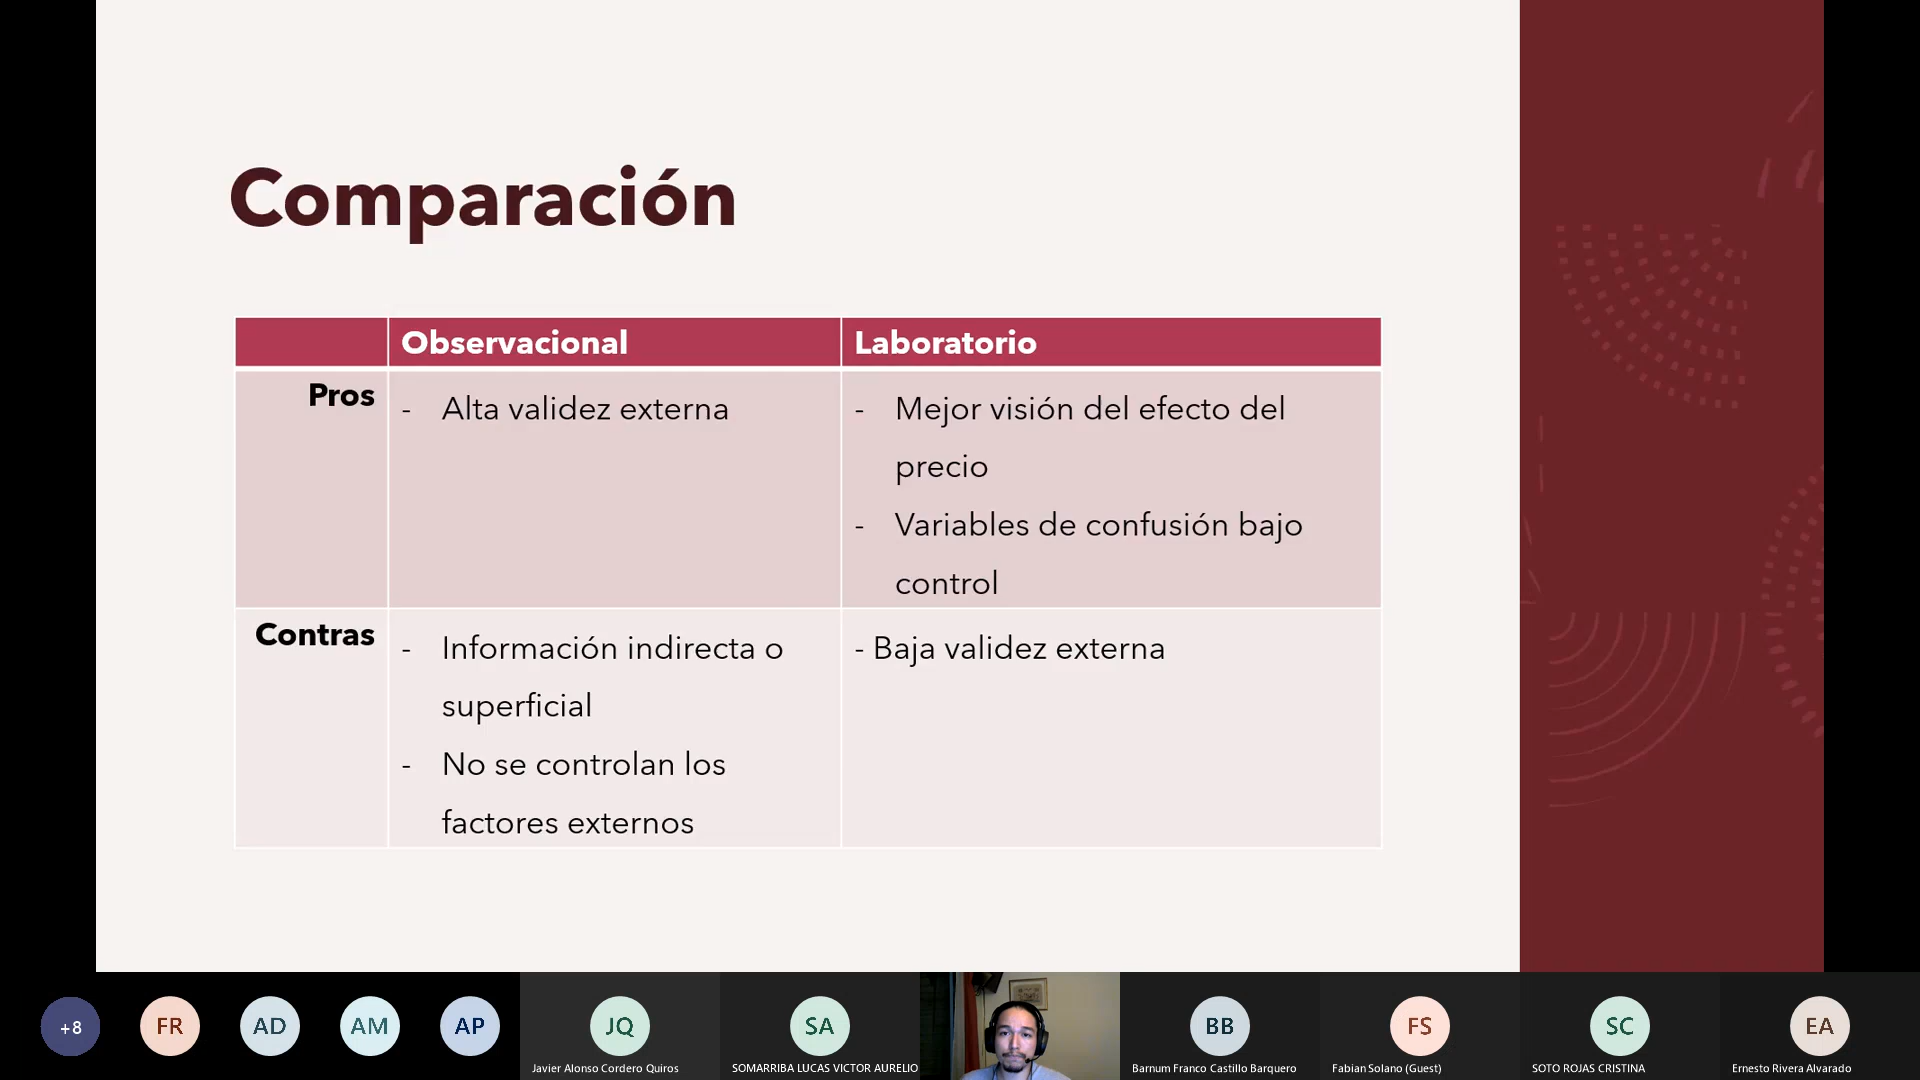 Comparación
Observacional
Laboratorio
Pros
- Alta validez externa
- Mejor visión del efecto del
precio
- Variables de confusión bajo
control
Contras
- Información indirecta o
superficial
- No se controlan los
factores externos
- Baja validez externa
+8
FR
AD
AM
AP
JQ
Javier Alonso Cordero Quiros
SA
SOMARRIBA LUCAS VICTOR AURELIO
BB
Barnum Franco Castillo Barquero
FS
Fabian Solano (Guest)
SC
SOTO ROJAS CRISTINA
EA
Ernesto Rivera Alvarado